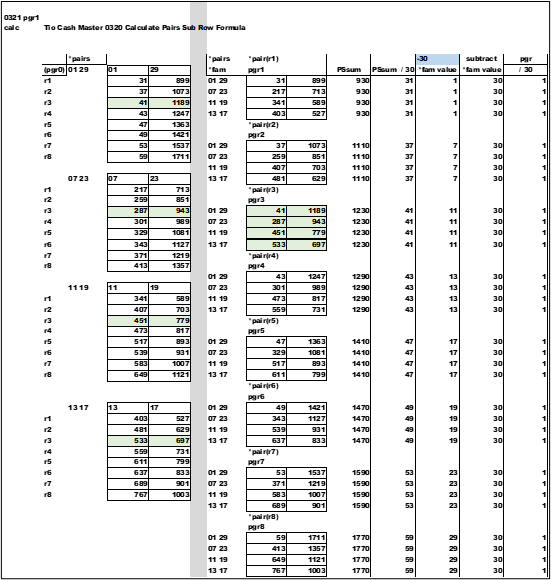 0321 pgr1
calc Tio Cash Master 0320 Calculate Pairs Sub Row Formula
*pairs *pairs *pair(r1) -30 subtract pgr
(pgr0) 01 29 01 29 *fam pgr1 P5sum P5sum / 30 *fam value *fam value / 30
r1 31 899 01 29 31 899 930 31 1 30 1
r2 37 1073 07 23 217 713 930 31 1 30 1
r3 41 1189 11 19 341 589 930 31 1 30 1
r4 43 1247 13 17 403 527 930 31 1 30 1
r5 47 1363 *pair(r2)
r6 49 1421 pgr2
r7 53 1537 01 29 37 1073 1110 37 7 30 1
r8 59 1711 07 23 259 851 1110 37 7 30 1
11 19 407 703 1110 37 7 30 1
07 23 07 23 13 17 481 629 1110 37 7 30 1
r1 217 713 *pair(r3)
r2 259 851 pgr3
r3 287 943 01 29 41 1189 1230 41 11 30 1
r4 301 989 07 23 287 943 1230 41 11 30 1
r5 329 1081 11 19 451 779 1230 41 11 30 1
r6 343 1127 13 17 533 697 1230 41 11 30 1
r7 371 1219 *pair(r4)
r8 413 1357 pgr4
01 29 43 1247 1290 43 13 30 1
11 19 11 19 07 23 301 989 1290 43 13 30 1
r1 341 589 11 19 473 817 1290 43 13 30 1
r2 407 703 13 17 559 731 1290 43 13 30 1
r3 451 779 *pair(r5)
r4 473 817 pgr5
r5 517 893 01 29 47 1363 1410 47 17 30 1
r6 539 931 07 23 329 1081 1410 47 17 30 1
r7 583 1007 11 19 517 893 1410 47 17 30 1
r8 649 1121 13 17 611 799 1410 47 17 30 1
*pair(r6)
pgr6
13 17 13 17 01 29 49 1421 1470 49 19 30 1
r1 403 527 07 23 343 1127 1470 49 19 30 1
r2 481 629 11 19 539 931 1470 49 19 30 1
r3 533 697 13 17 637 833 1470 49 19 30 1
r4 559 731 *pair(r7)
r5 611 799 pgr7
r6 637 833 01 29 53 1537 1590 53 23 30 1
r7 689 901 07 23 371 1219 1590 53 23 30 1
r8 767 1003 11 19 583 1007 1590 53 23 30 1
13 17 689 901 1590 53 23 30 1
*pair(r8)
pgr8
01 29 59 1711 1770 59 29 30 1
07 23 413 1357 1770 59 29 30 1
11 19 649 1121 1770 59 29 30 1
13 17 767 1003 1770 59 29 30 1